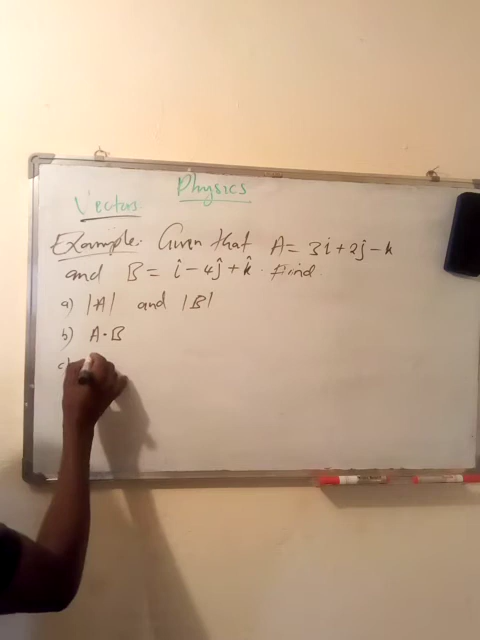 Physics
Vectors.
Example: Given that A = 3i + 2j - k
and B = î - 4ĵ + k̂. Find.
a) |A| and |B|
b) A·B
c)